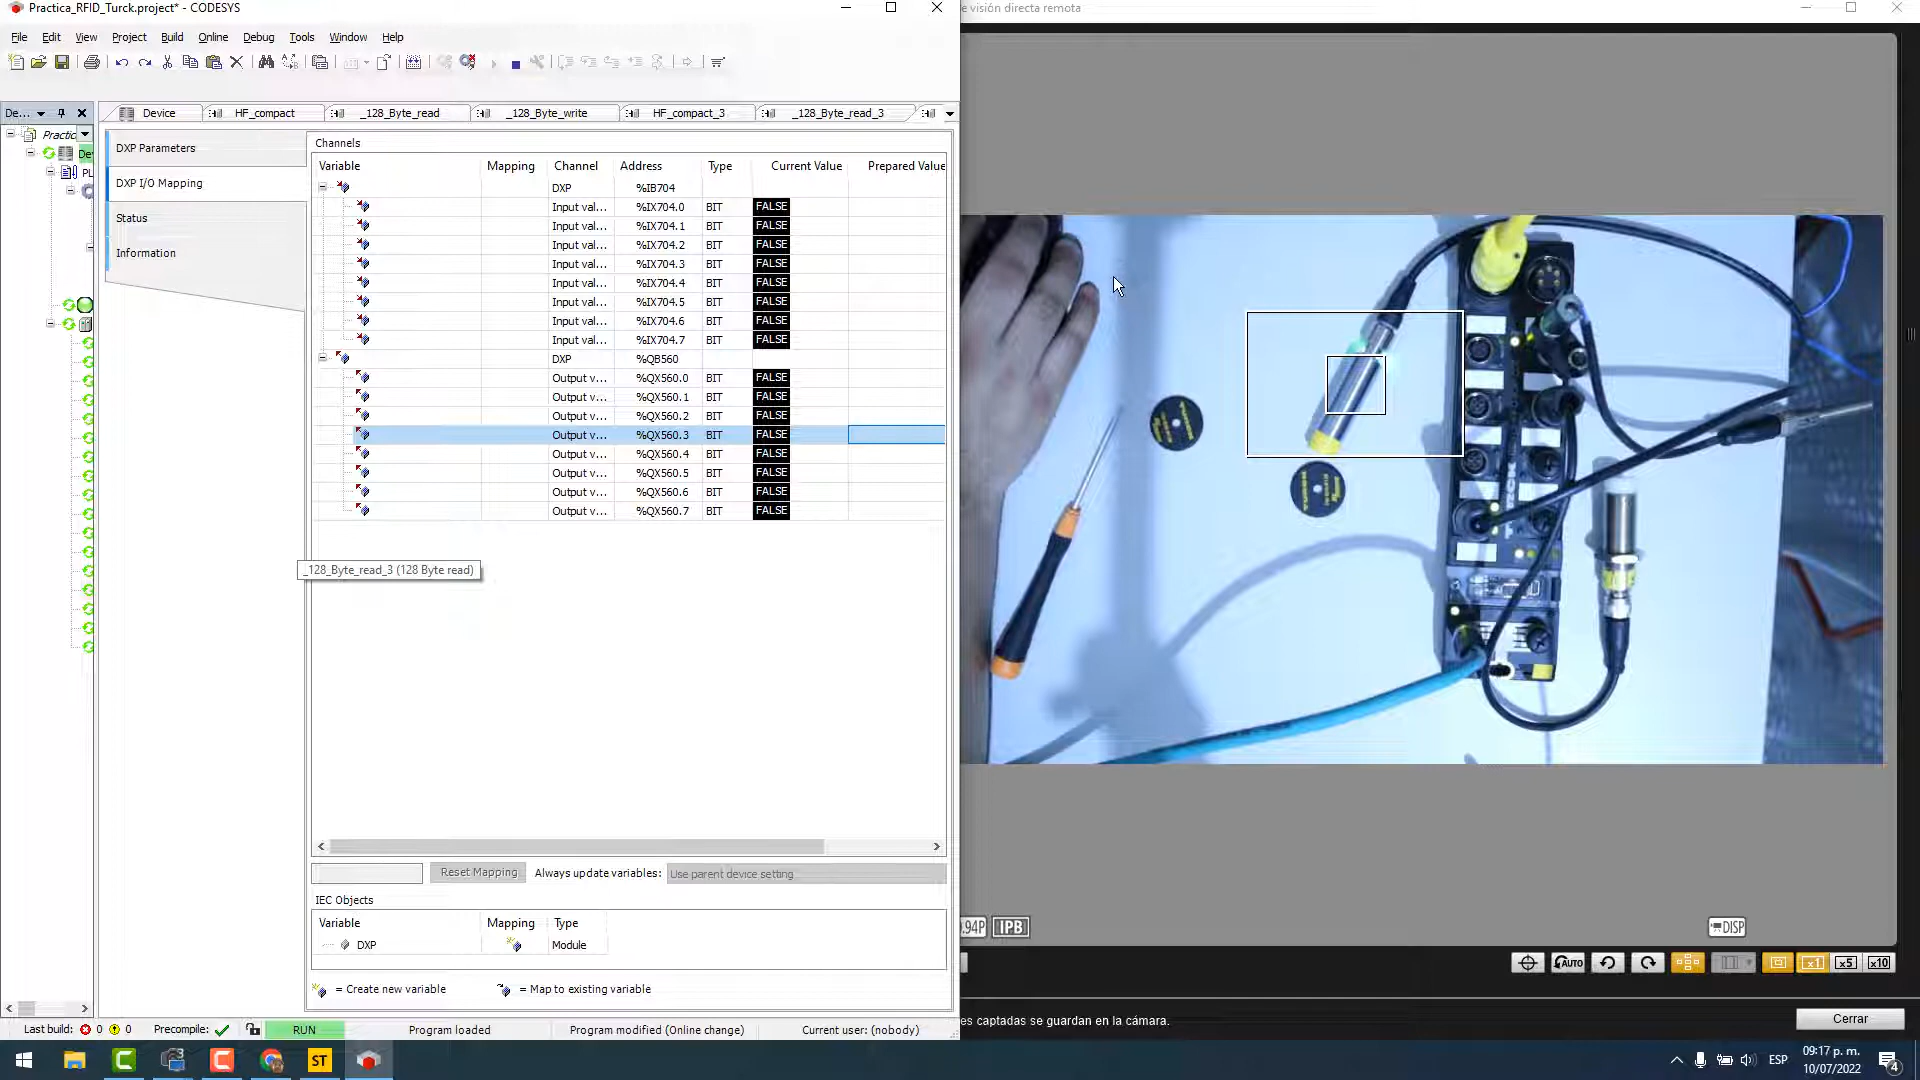 Practica_RFID_Turck.project* - CODESYS
e visión directa remota
File Edit View Project Build Online Debug Tools Window Help
De...
Device HF_compact _128_Byte_read _128_Byte_write HF_compact_3 _128_Byte_read_3
Practic
Dev
PL
DXP Parameters
DXP I/O Mapping
Status
Information
Channels
Variable Mapping Channel Address Type Current Value Prepared Value
DXP %IB704
Input val... %IX704.0 BIT FALSE
Input val... %IX704.1 BIT FALSE
Input val... %IX704.2 BIT FALSE
Input val... %IX704.3 BIT FALSE
Input val... %IX704.4 BIT FALSE
Input val... %IX704.5 BIT FALSE
Input val... %IX704.6 BIT FALSE
Input val... %IX704.7 BIT FALSE
DXP %QB560
Output v... %QX560.0 BIT FALSE
Output v... %QX560.1 BIT FALSE
Output v... %QX560.2 BIT FALSE
Output v... %QX560.3 BIT FALSE
Output v... %QX560.4 BIT FALSE
Output v... %QX560.5 BIT FALSE
Output v... %QX560.6 BIT FALSE
Output v... %QX560.7 BIT FALSE
_128_Byte_read_3 (128 Byte read)
Reset Mapping Always update variables: Use parent device setting
IEC Objects
Variable Mapping Type
DXP Module
= Create new variable = Map to existing variable
Last build: 0 0 Precompile: RUN Program loaded Program modified (Online change) Current user: (nobody)
.94P IPB DISP
AUTO x1 x5 x10
es captadas se guardan en la cámara.
Cerrar
ST
ESP
09:17 p. m.
10/07/2022
4